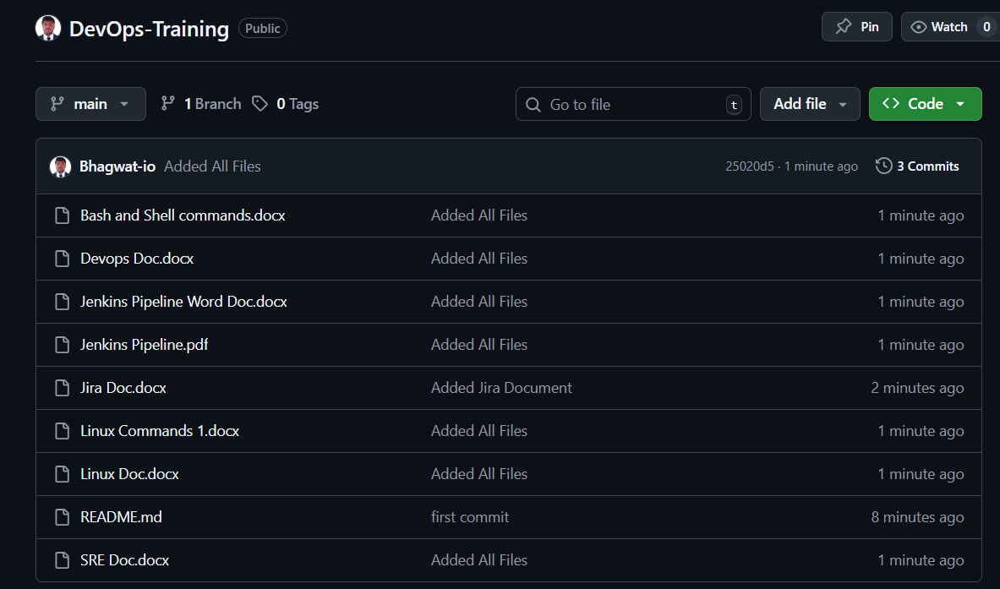 DevOps-Training Public Pin Watch 0
main 1 Branch 0 Tags Go to file t Add file Code
Bhagwat-io Added All Files 25020d5 · 1 minute ago 3 Commits
Bash and Shell commands.docx Added All Files 1 minute ago
Devops Doc.docx Added All Files 1 minute ago
Jenkins Pipeline Word Doc.docx Added All Files 1 minute ago
Jenkins Pipeline.pdf Added All Files 1 minute ago
Jira Doc.docx Added Jira Document 2 minutes ago
Linux Commands 1.docx Added All Files 1 minute ago
Linux Doc.docx Added All Files 1 minute ago
README.md first commit 8 minutes ago
SRE Doc.docx Added All Files 1 minute ago